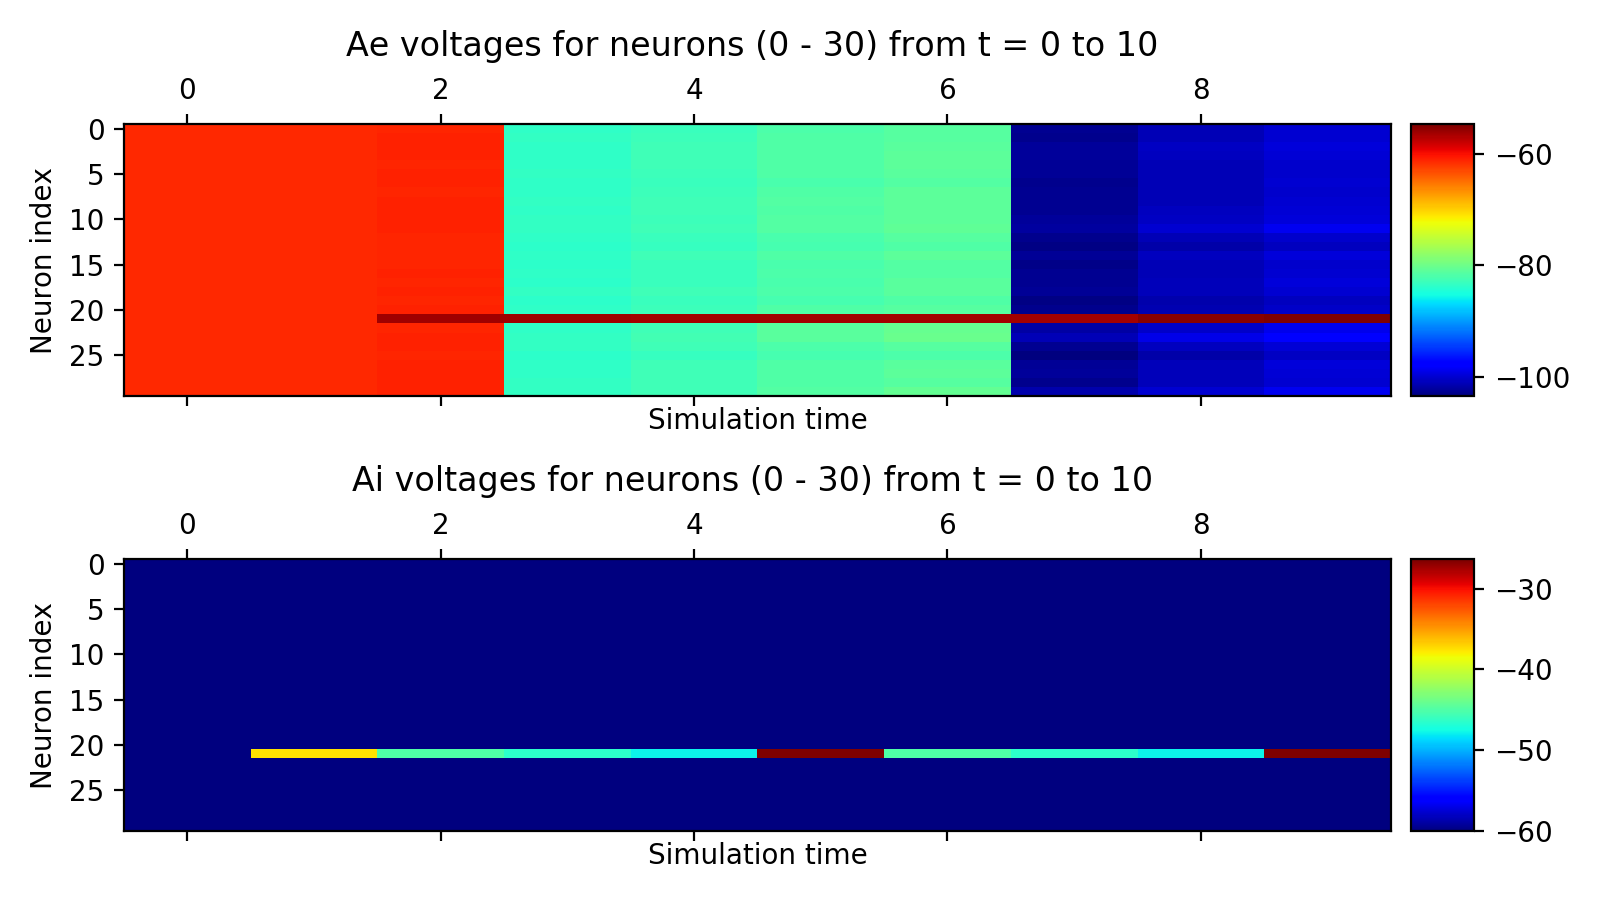 Ae voltages for neurons (0 - 30) from t = 0 to 10
0 2 4 6 8
Neuron index
0
5
10
15
20
25
Simulation time
−60
−80
−100
Ai voltages for neurons (0 - 30) from t = 0 to 10
0 2 4 6 8
Neuron index
0
5
10
15
20
25
Simulation time
−30
−40
−50
−60